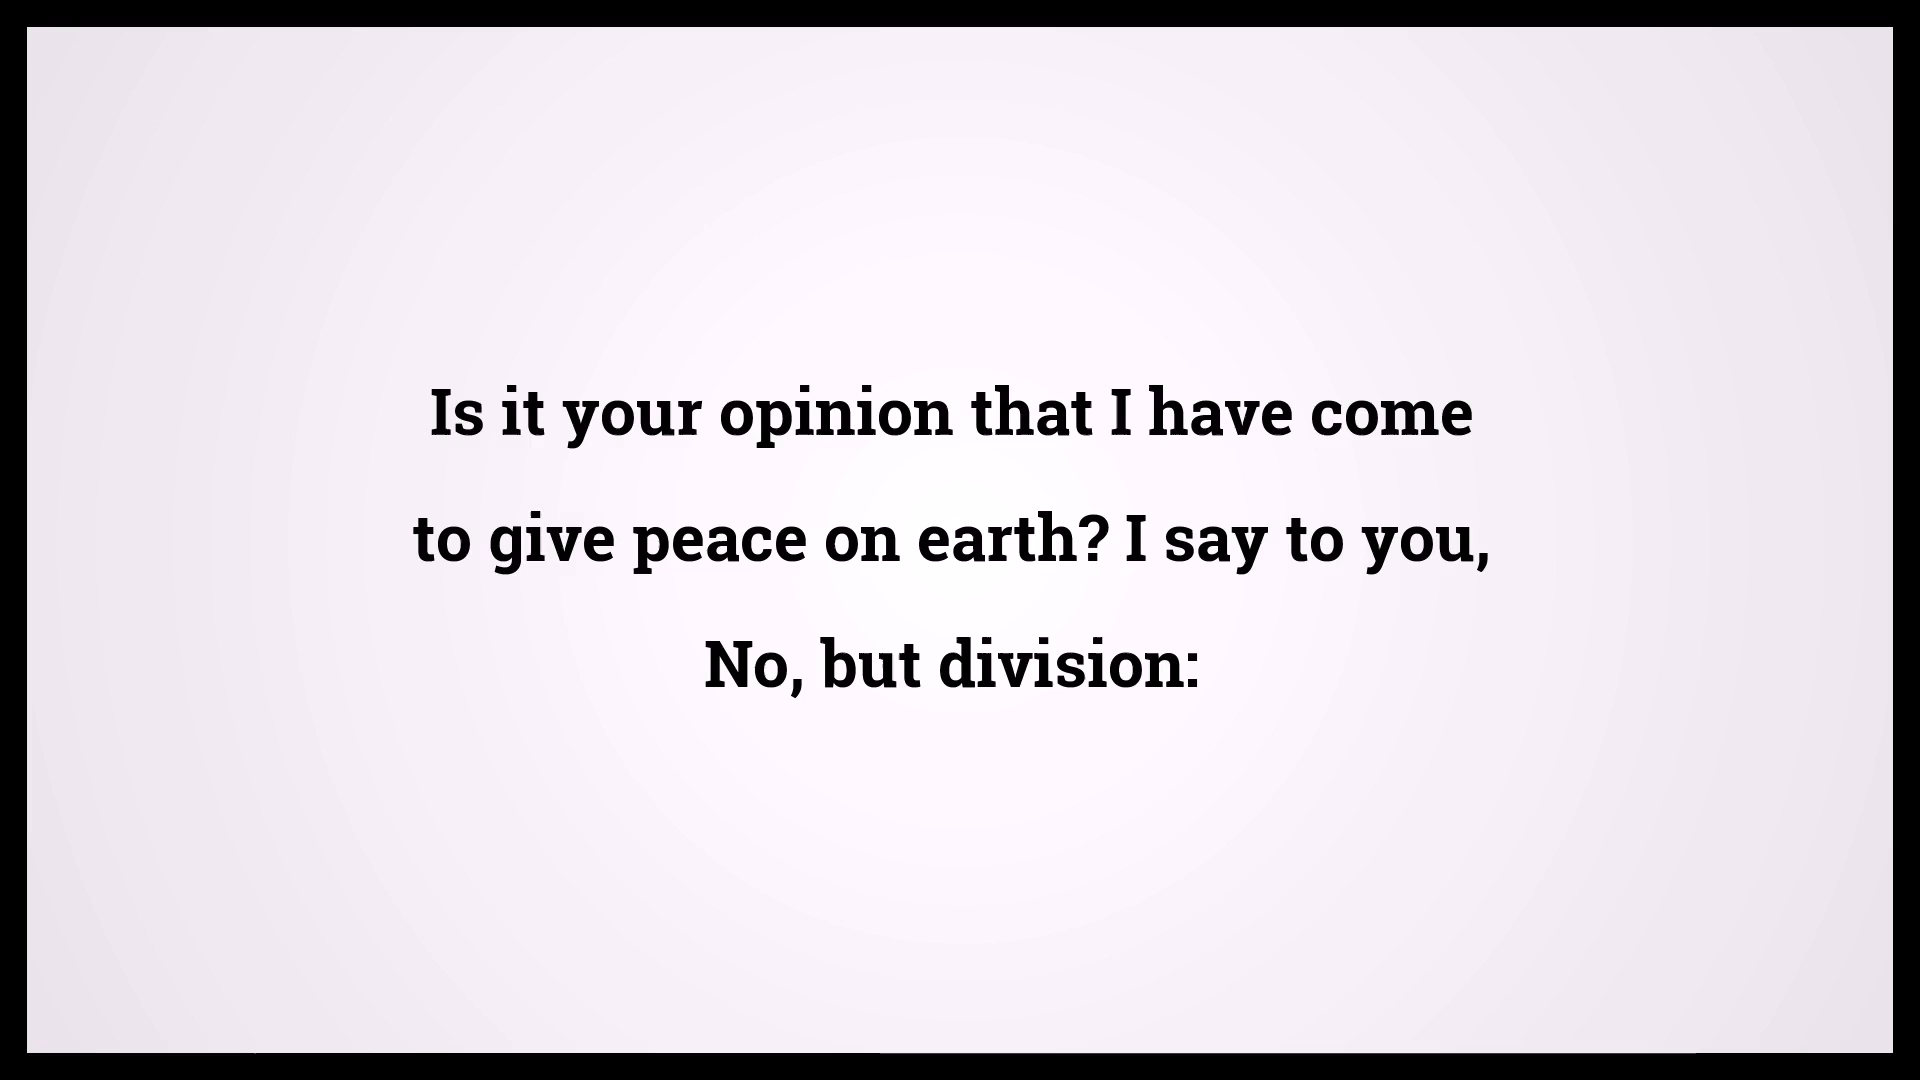 Is it your opinion that I have come
to give peace on earth? I say to you,
No, but division: